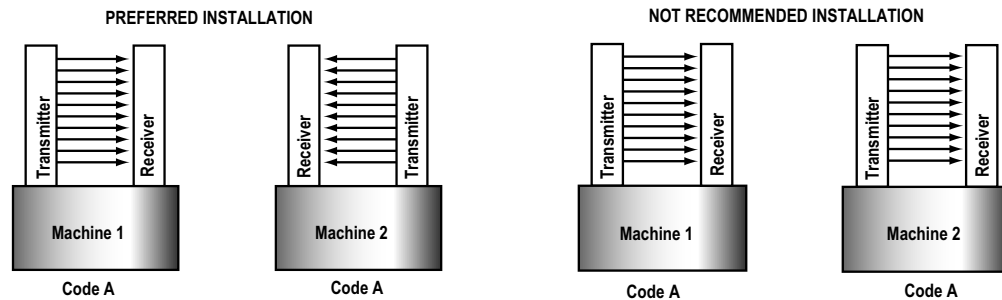 PREFERRED INSTALLATION
Transmitter
Receiver
Receiver
Transmitter
Machine 1
Machine 2
Code A
Code A
NOT RECOMMENDED INSTALLATION
Transmitter
Receiver
Transmitter
Receiver
Machine 1
Machine 2
Code A
Code A